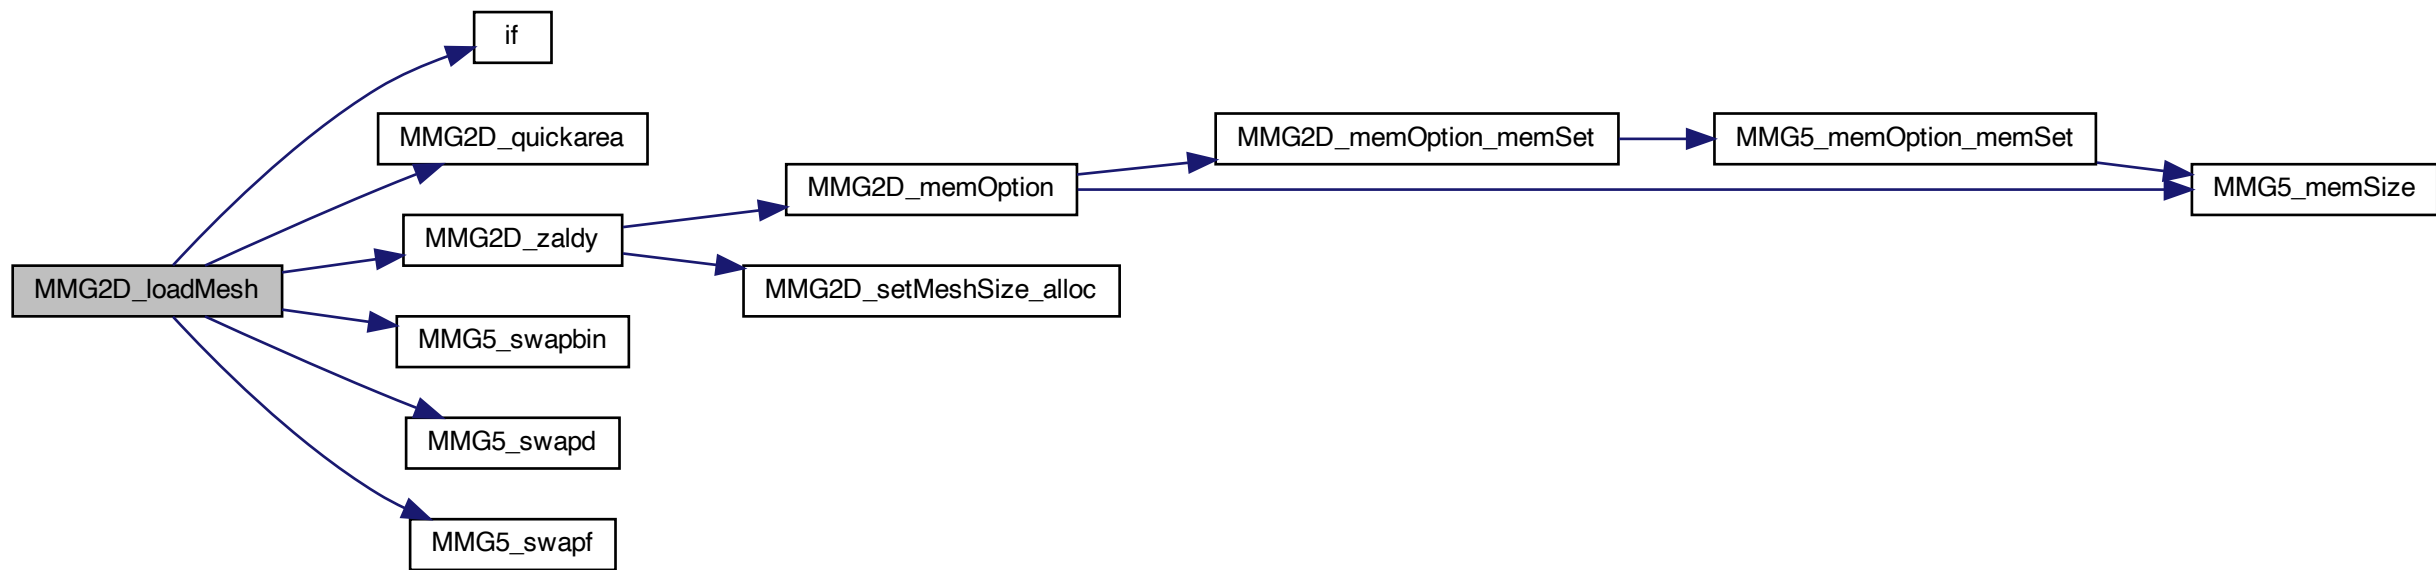 if
MMG2D_quickarea
MMG2D_memOption_memSet
MMG5_memOption_memSet
MMG2D_memOption
MMG5_memSize
MMG2D_zaldy
MMG2D_loadMesh
MMG2D_setMeshSize_alloc
MMG5_swapbin
MMG5_swapd
MMG5_swapf